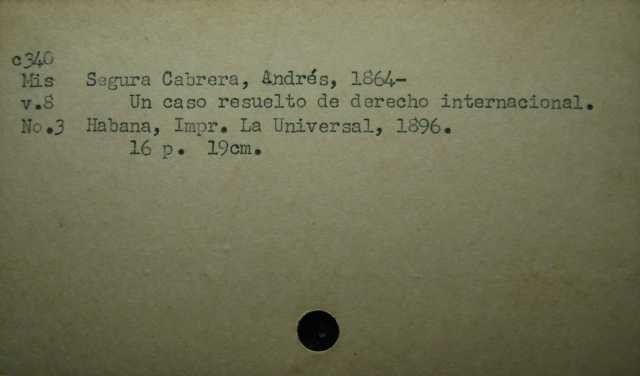 c340
Mis Segura Cabrera, Andrés, 1864-
v.8 Un caso resuelto de derecho internacional.
No.3 Habana, Impr. La Universal, 1896.
16 p. 19cm.